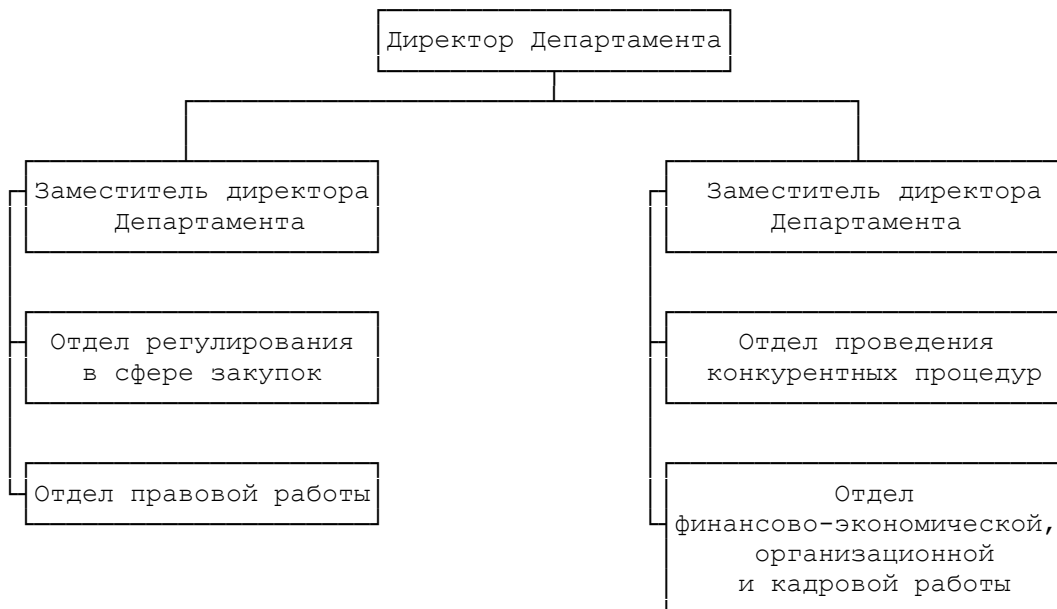 Директор Департамента
Заместитель директора
Департамента
Заместитель директора
Департамента
Отдел регулирования
в сфере закупок
Отдел проведения
конкурентных процедур
Отдел правовой работы
Отдел
финансово-экономической,
организационной
и кадровой работы